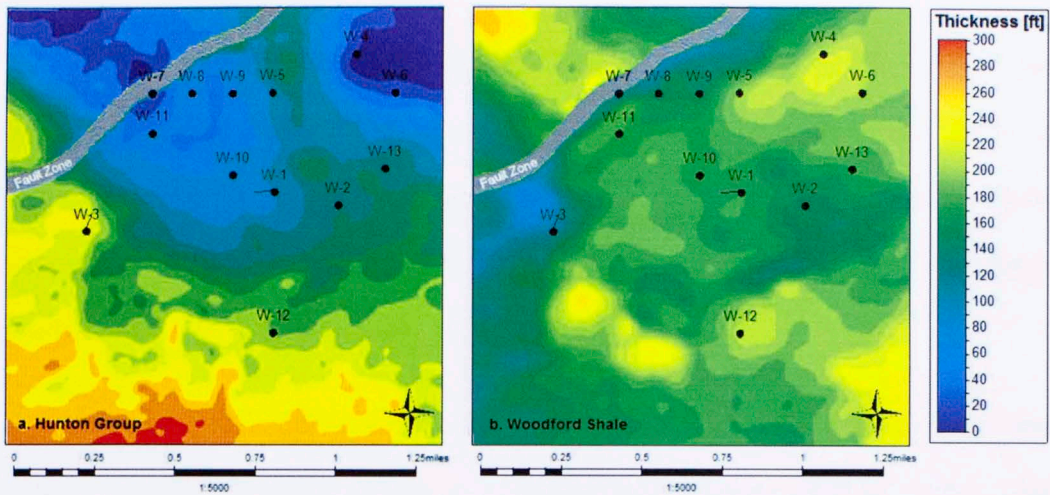 W-4
W-6
W-7
W-8
W-9
W-5
W-11
W-10
W-1
W-13
W-2
W-3
W-12
Fault Zone
a. Hunton Group
0 0.25 0.5 0.75 1 1.25miles
1:5000
W-4
W-6
W-7
W-8
W-9
W-5
W-11
W-10
W-1
W-13
W-2
W-3
W-12
Fault Zone
b. Woodford Shale
0 0.25 0.5 0.75 1 1.25miles
1:5000
Thickness [ft]
300
280
260
240
220
200
180
160
140
120
100
80
60
40
20
0